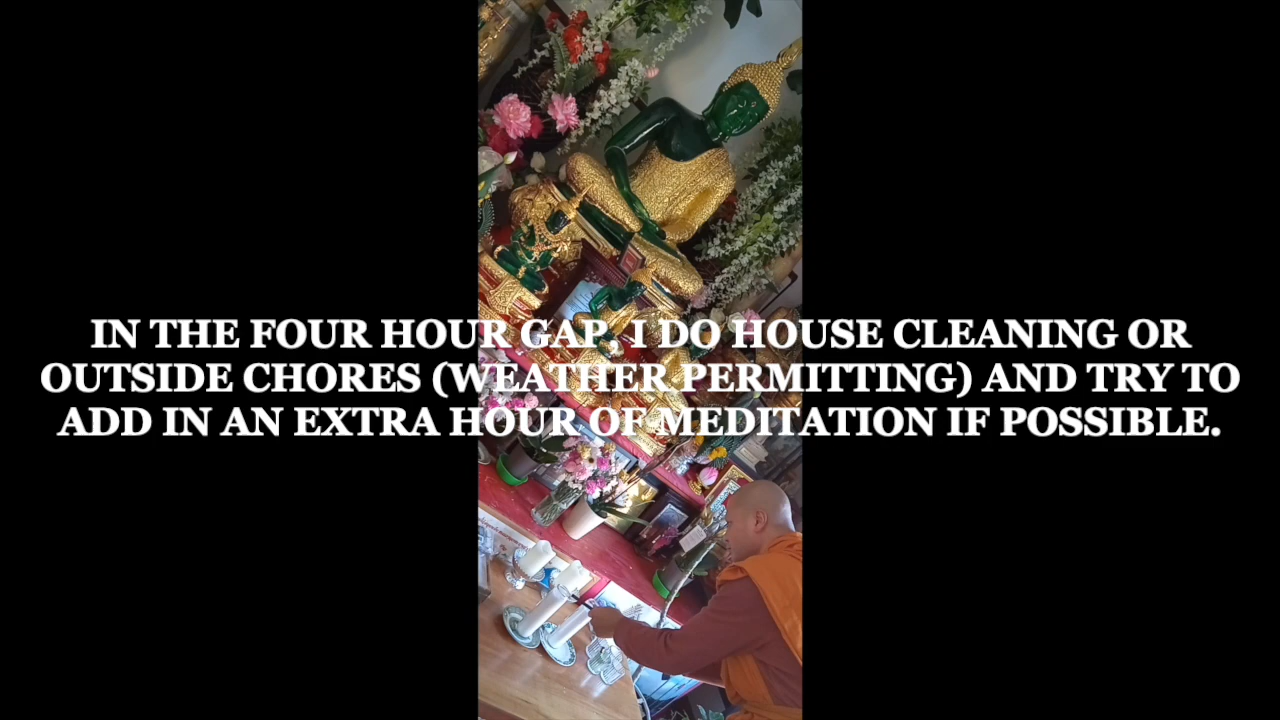 IN THE FOUR HOUR GAP, I DO HOUSE CLEANING OR
OUTSIDE CHORES (WEATHER PERMITTING) AND TRY TO
ADD IN AN EXTRA HOUR OF MEDITATION IF POSSIBLE.